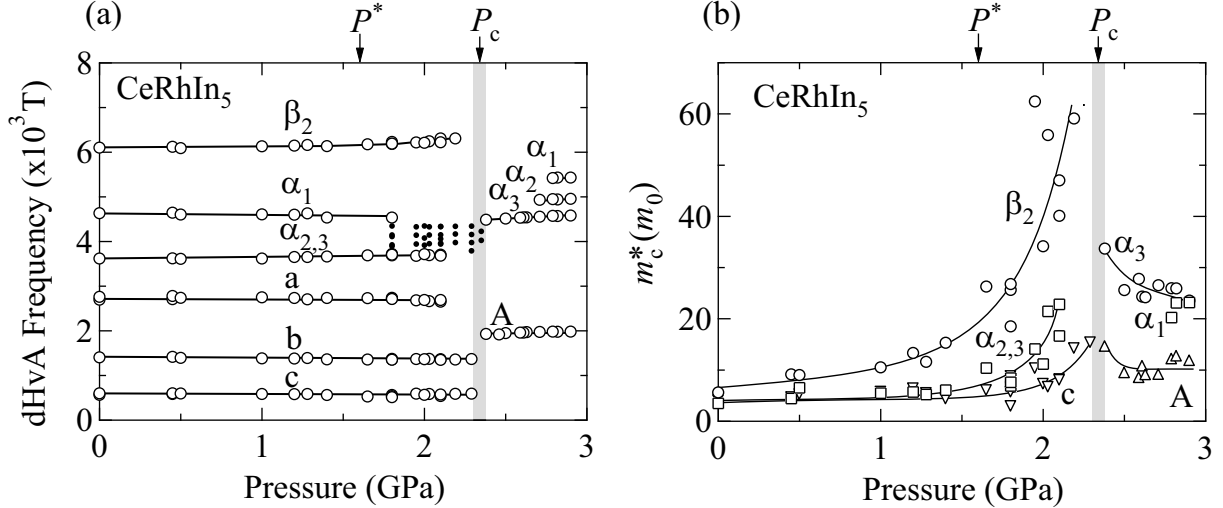 (a)
P* Pc
8
6
4
2
0
dHvA Frequency (x10³T)
CeRhIn₅
β₂
α₁
α₂,₃
a
b
c
α₁
α₂
α₃
A
0 1 2 3
Pressure (GPa)
(b)
P* Pc
60
40
20
0
m*c (m₀)
CeRhIn₅
β₂
α₂,₃
c
α₃
α₁
A
0 1 2 3
Pressure (GPa)